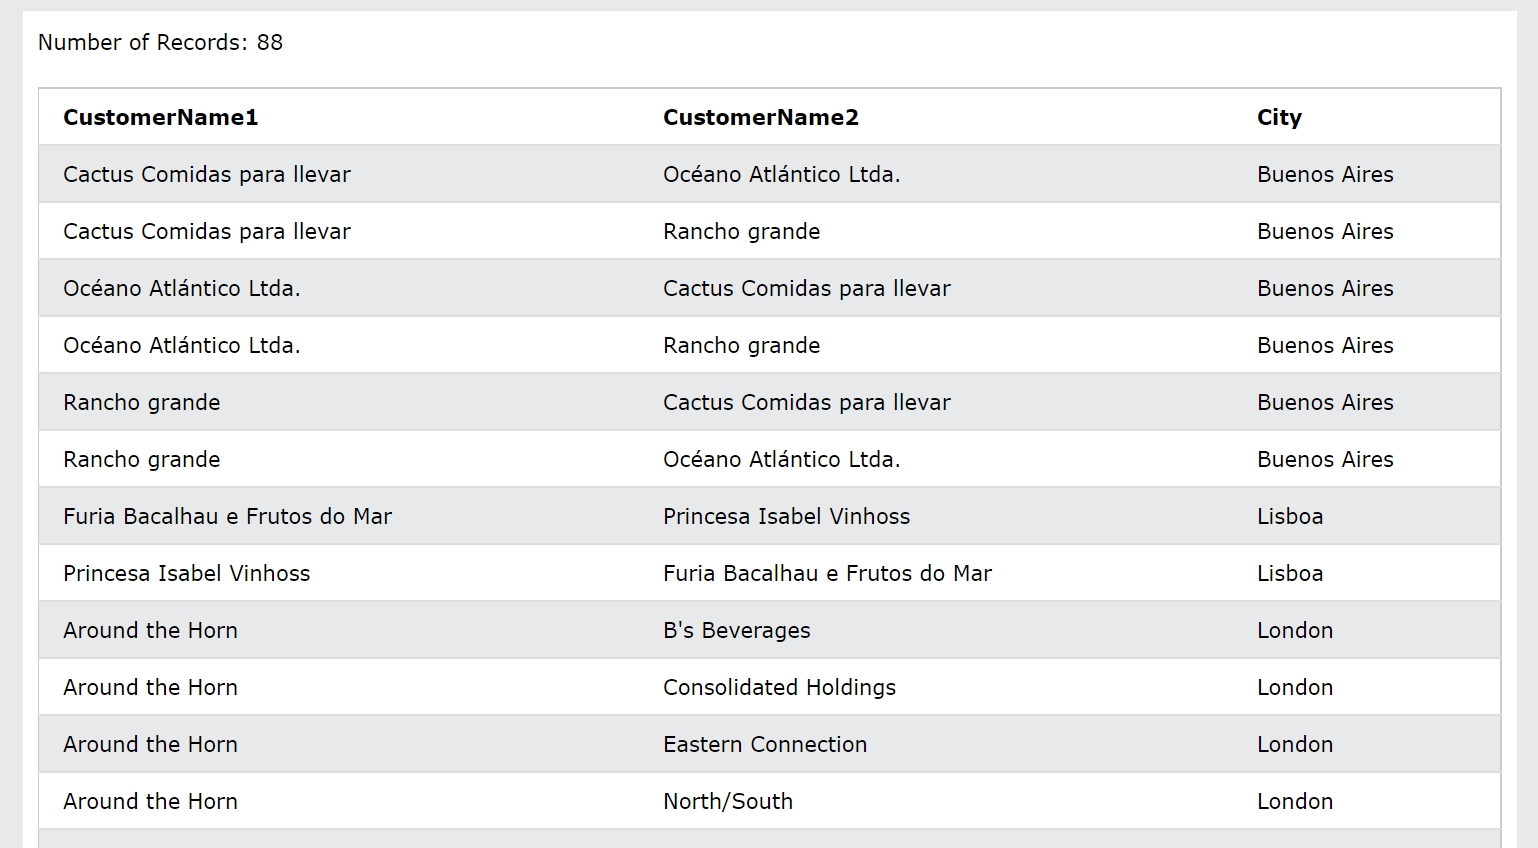 Number of Records: 88
CustomerName1 CustomerName2 City
Cactus Comidas para llevar Océano Atlántico Ltda. Buenos Aires
Cactus Comidas para llevar Rancho grande Buenos Aires
Océano Atlántico Ltda. Cactus Comidas para llevar Buenos Aires
Océano Atlántico Ltda. Rancho grande Buenos Aires
Rancho grande Cactus Comidas para llevar Buenos Aires
Rancho grande Océano Atlántico Ltda. Buenos Aires
Furia Bacalhau e Frutos do Mar Princesa Isabel Vinhoss Lisboa
Princesa Isabel Vinhoss Furia Bacalhau e Frutos do Mar Lisboa
Around the Horn B's Beverages London
Around the Horn Consolidated Holdings London
Around the Horn Eastern Connection London
Around the Horn North/South London